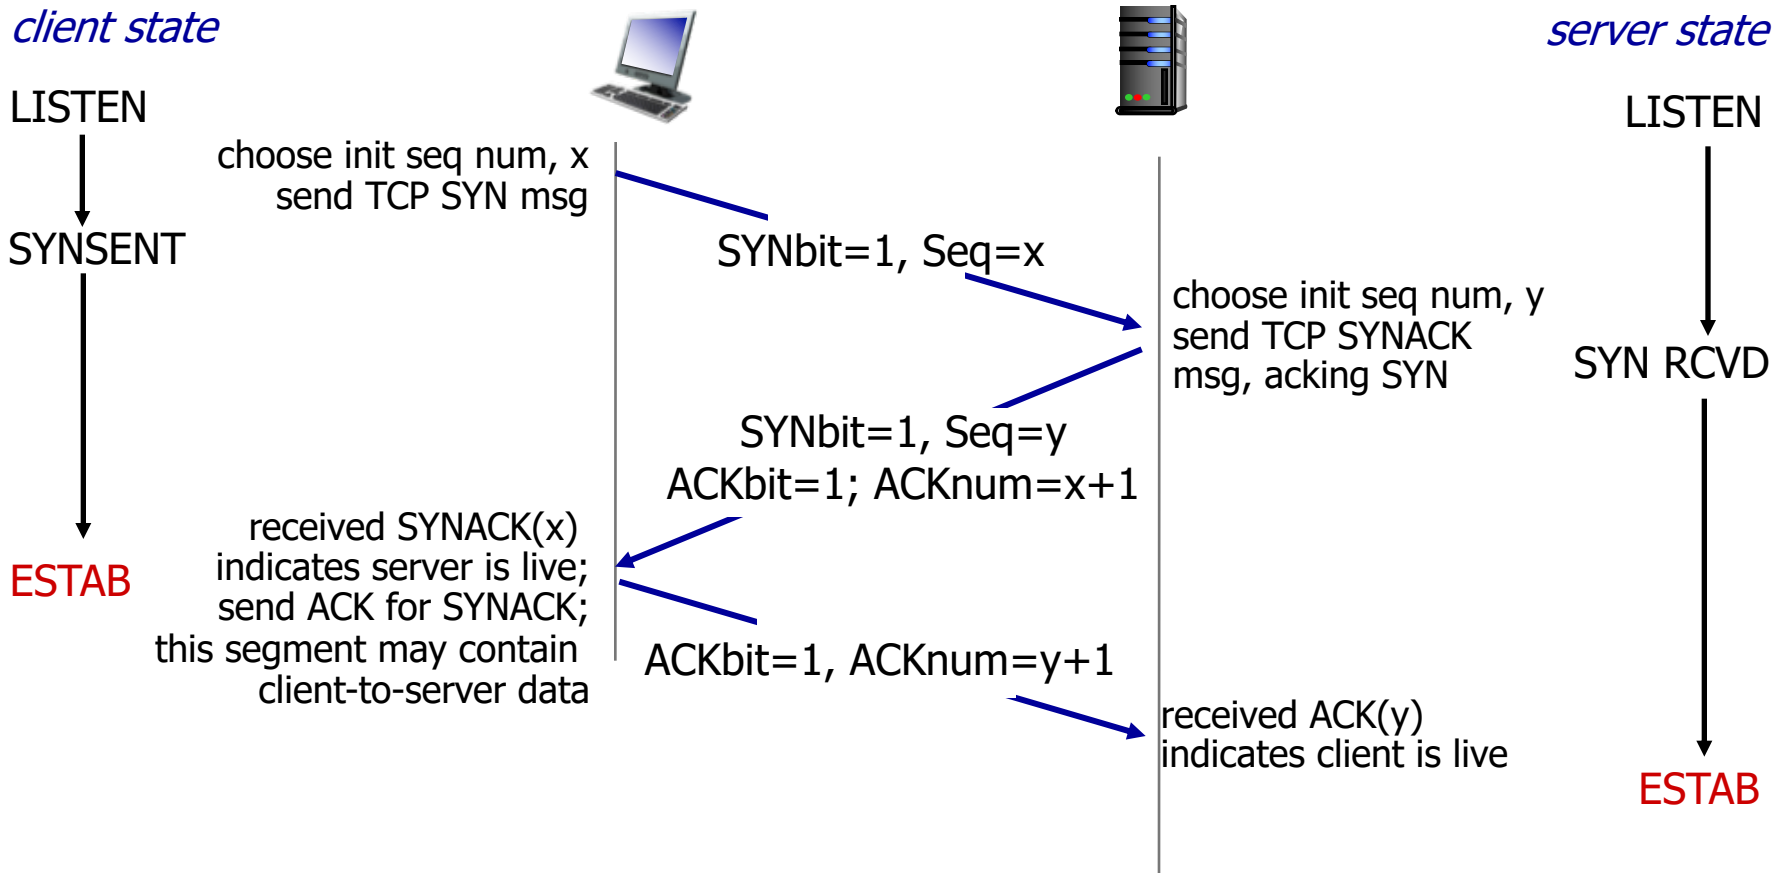 client state
server state
LISTEN
LISTEN
choose init seq num, x
send TCP SYN msg
SYNSENT
SYNbit=1, Seq=x
choose init seq num, y
send TCP SYNACK
msg, acking SYN
SYN RCVD
SYNbit=1, Seq=y
ACKbit=1; ACKnum=x+1
received SYNACK(x)
indicates server is live;
send ACK for SYNACK;
this segment may contain
client-to-server data
ESTAB
ACKbit=1, ACKnum=y+1
received ACK(y)
indicates client is live
ESTAB